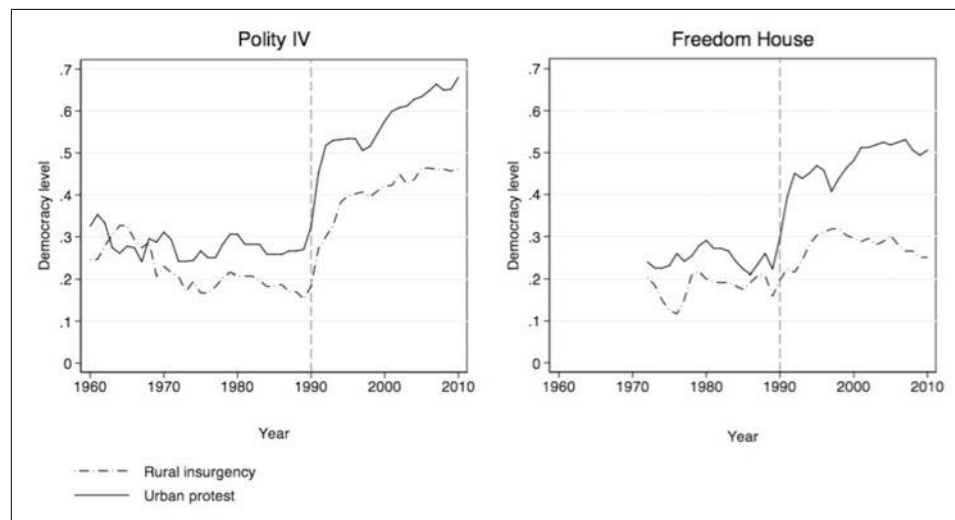 Polity IV
Freedom House
.7
.6
.5
.4
.3
.2
.1
0
Democracy level
1960 1970 1980 1990 2000 2010
Year
.7
.6
.5
.4
.3
.2
.1
0
Democracy level
1960 1970 1980 1990 2000 2010
Year
Rural insurgency
Urban protest